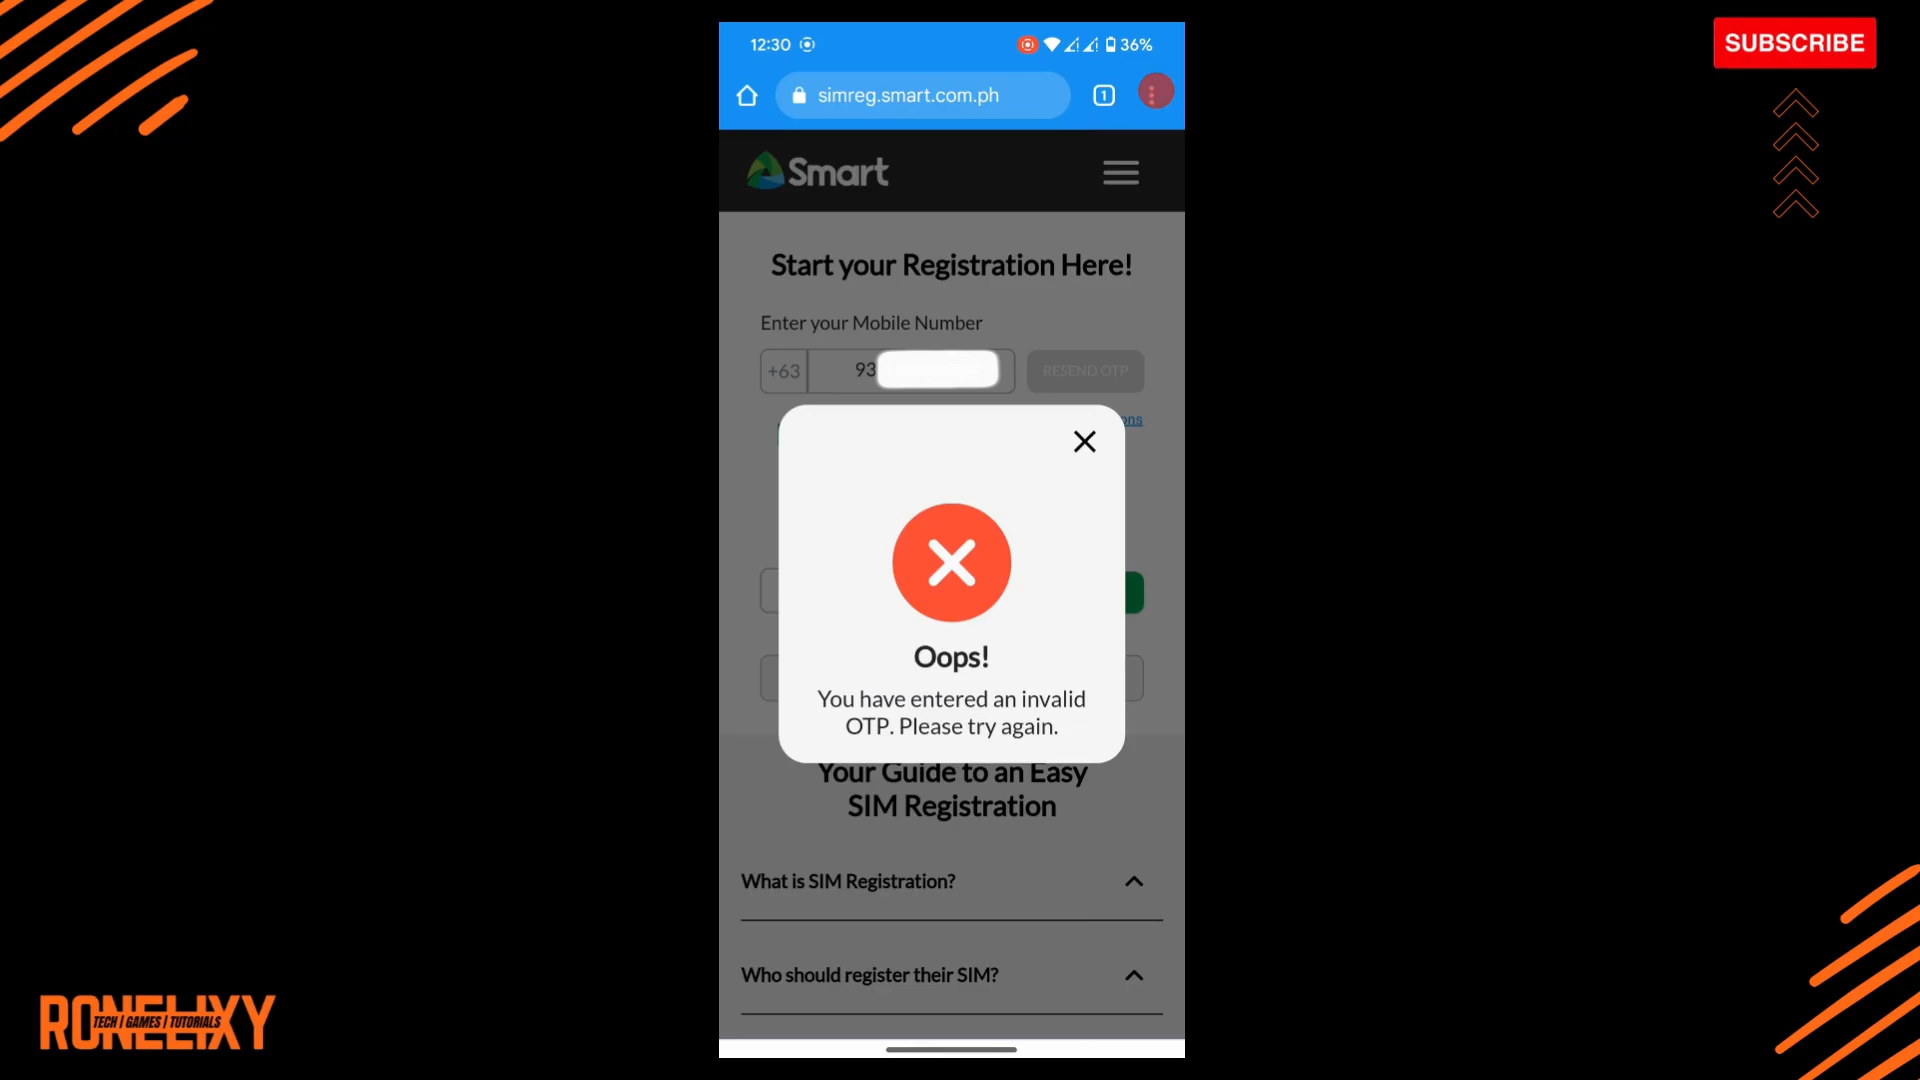 SUBSCRIBE
12:30
36%
simreg.smart.com.ph
1
Smart
Start your Registration Here!
Enter your Mobile Number
+63
93
RESEND OTP
ons
Oops!
You have entered an invalid
OTP. Please try again.
Your Guide to an Easy
SIM Registration
What is SIM Registration?
Who should register their SIM?
RONELIXY
TECH | GAMES | TUTORIALS